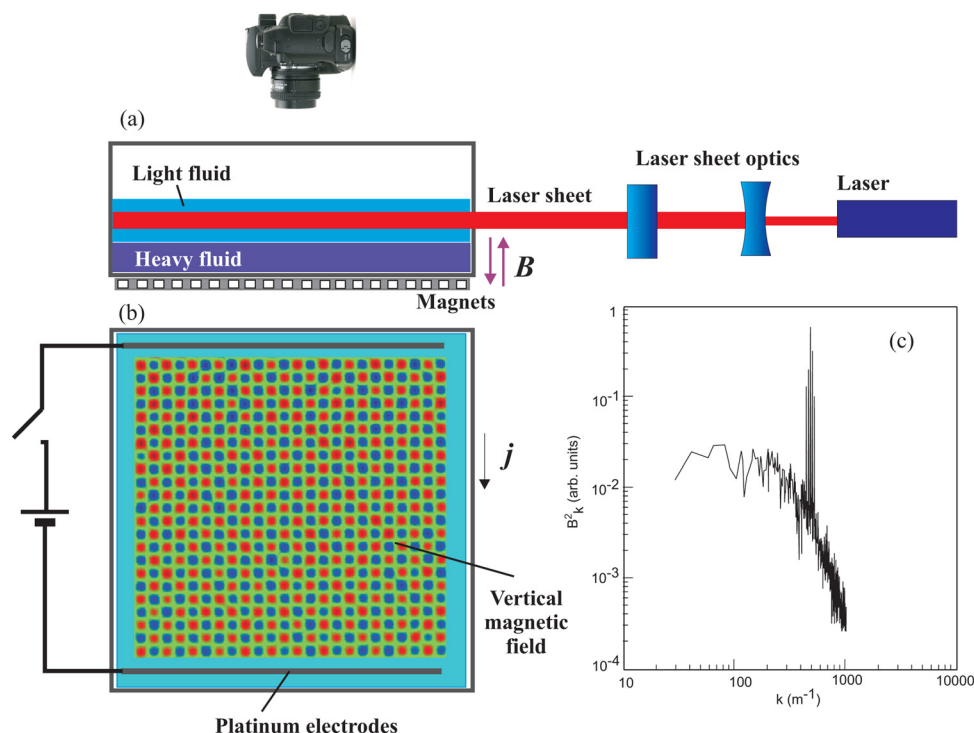 (a)
Light fluid
Laser sheet
Laser sheet optics
Laser
Heavy fluid
B
Magnets
(b)
j
Vertical
magnetic
field
Platinum electrodes
(c)
1
10-1
10-2
10-3
10-4
B2k (arb. units)
10
100
1000
10000
k (m-1)